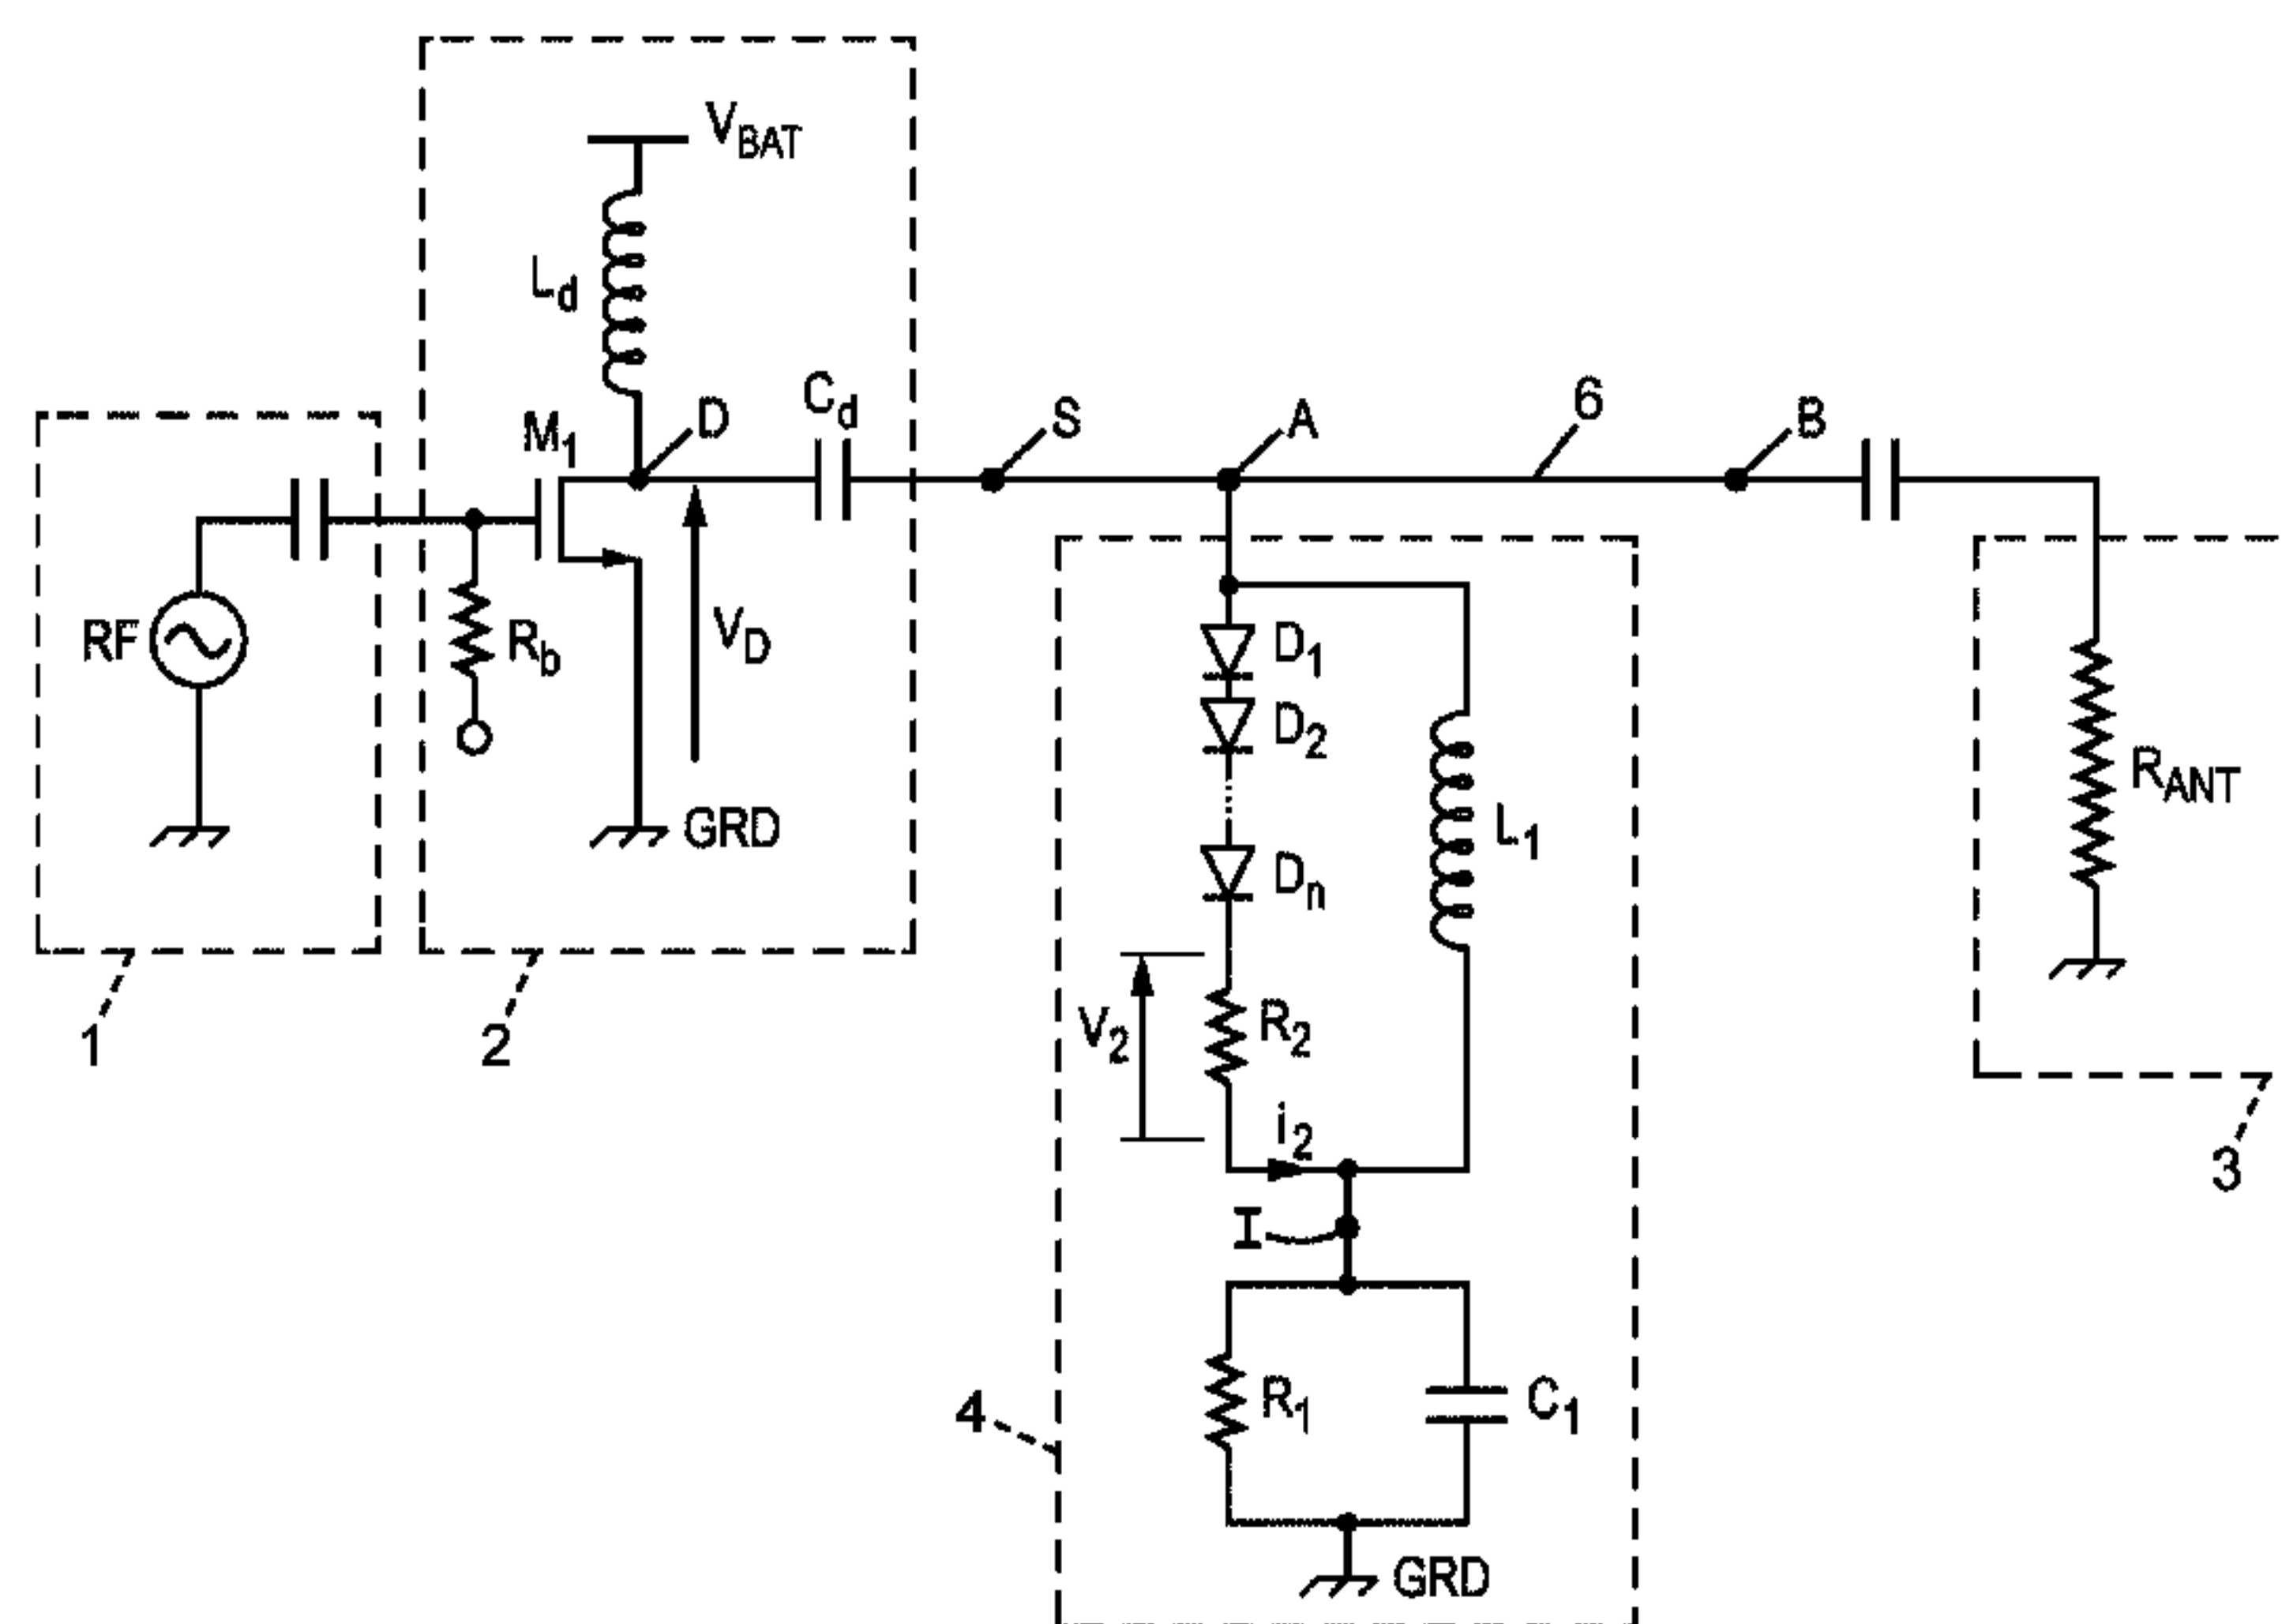 V_BAT
L_d
M_1
D
C_d
S
A
6
B
RF
R_b
V_D
GRD
D_1
D_2
D_n
L_1
R_ANT
1
2
V_2
R_2
i_2
3
I
4
R_1
C_1
GRD